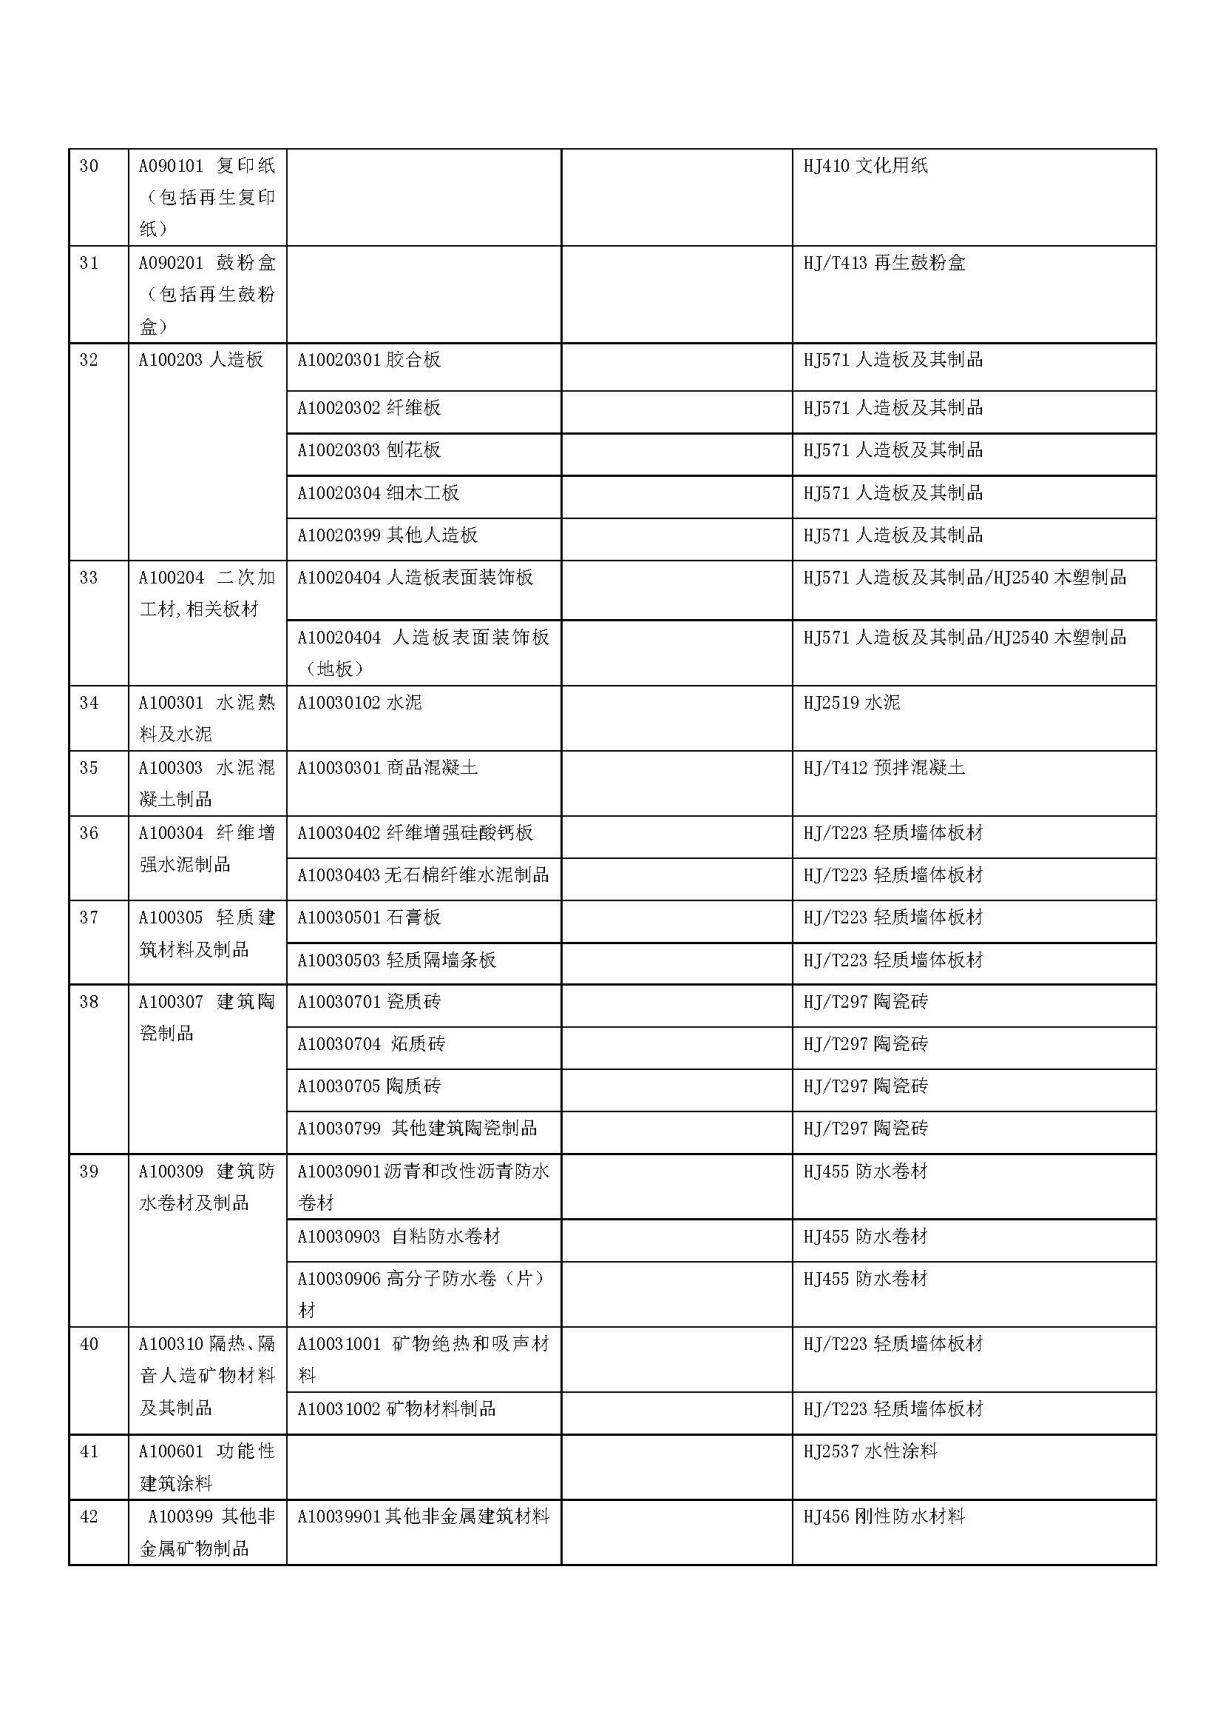 30 A090101 复印纸 HJ410 文化用纸
（包括再生复印
纸）
31 A090201 鼓粉盒 HJ/T413 再生鼓粉盒
（包括再生鼓粉
盒）
32 A100203 人造板 A10020301 胶合板 HJ571 人造板及其制品
A10020302 纤维板 HJ571 人造板及其制品
A10020303 刨花板 HJ571 人造板及其制品
A10020304 细木工板 HJ571 人造板及其制品
A10020399 其他人造板 HJ571 人造板及其制品
33 A100204 二次加 A10020404 人造板表面装饰板 HJ571 人造板及其制品/HJ2540 木塑制品
工材,相关板材
A10020404 人造板表面装饰板 HJ571 人造板及其制品/HJ2540 木塑制品
（地板）
34 A100301 水泥熟 A10030102 水泥 HJ2519 水泥
料及水泥
35 A100303 水泥混 A10030301 商品混凝土 HJ/T412 预拌混凝土
凝土制品
36 A100304 纤维增 A10030402 纤维增强硅酸钙板 HJ/T223 轻质墙体板材
强水泥制品
A10030403 无石棉纤维水泥制品 HJ/T223 轻质墙体板材
37 A100305 轻质建 A10030501 石膏板 HJ/T223 轻质墙体板材
筑材料及制品
A10030503 轻质隔墙条板 HJ/T223 轻质墙体板材
38 A100307 建筑陶 A10030701 瓷质砖 HJ/T297 陶瓷砖
瓷制品
A10030704 炻质砖 HJ/T297 陶瓷砖
A10030705 陶质砖 HJ/T297 陶瓷砖
A10030799 其他建筑陶瓷制品 HJ/T297 陶瓷砖
39 A100309 建筑防 A10030901 沥青和改性沥青防水 HJ455 防水卷材
水卷材及制品 卷材
A10030903 自粘防水卷材 HJ455 防水卷材
A10030906 高分子防水卷（片） HJ455 防水卷材
材
40 A100310 隔热、隔 A10031001 矿物绝热和吸声材 HJ/T223 轻质墙体板材
音人造矿物材料 料
及其制品 A10031002 矿物材料制品 HJ/T223 轻质墙体板材
41 A100601 功能性 HJ2537 水性涂料
建筑涂料
42 A100399 其他非 A10039901 其他非金属建筑材料 HJ456 刚性防水材料
金属矿物制品